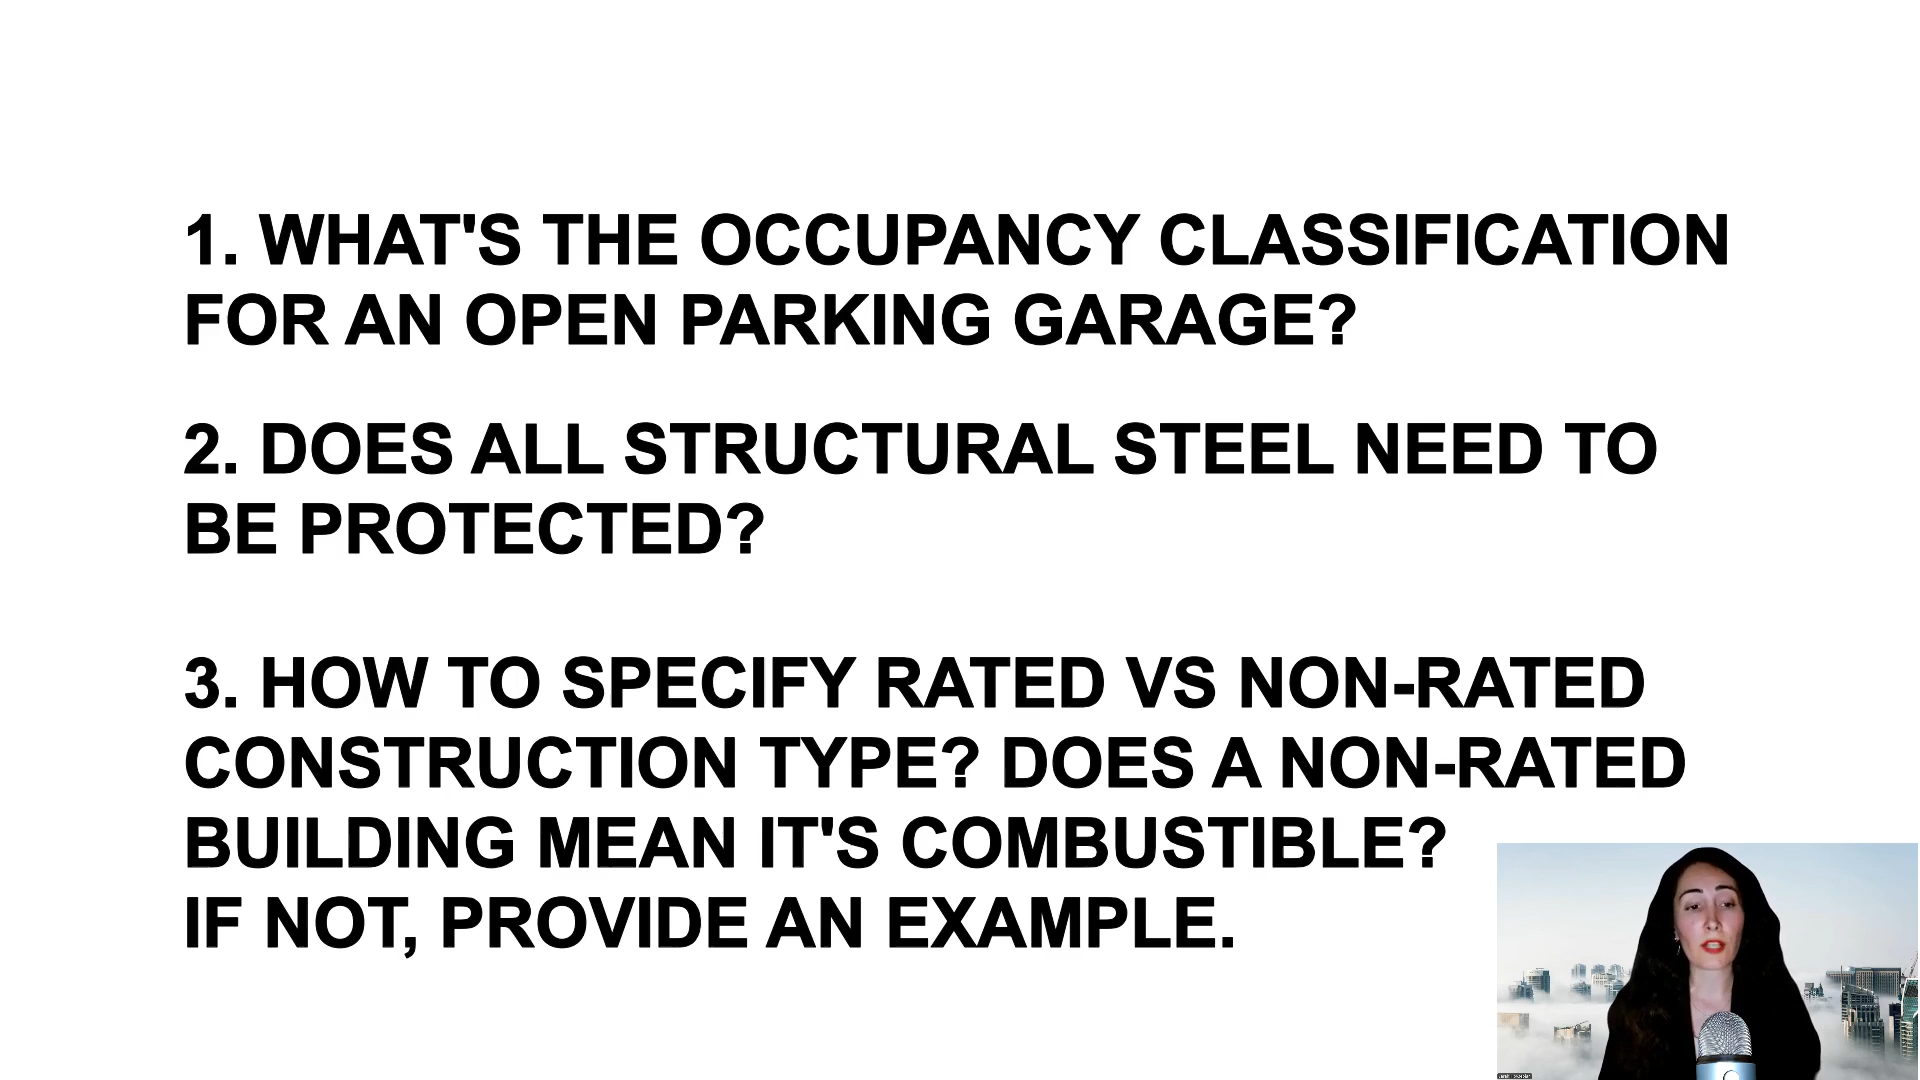 1. WHAT'S THE OCCUPANCY CLASSIFICATION
FOR AN OPEN PARKING GARAGE?
2. DOES ALL STRUCTURAL STEEL NEED TO
BE PROTECTED?
3. HOW TO SPECIFY RATED VS NON-RATED
CONSTRUCTION TYPE? DOES A NON-RATED
BUILDING MEAN IT'S COMBUSTIBLE?
IF NOT, PROVIDE AN EXAMPLE.